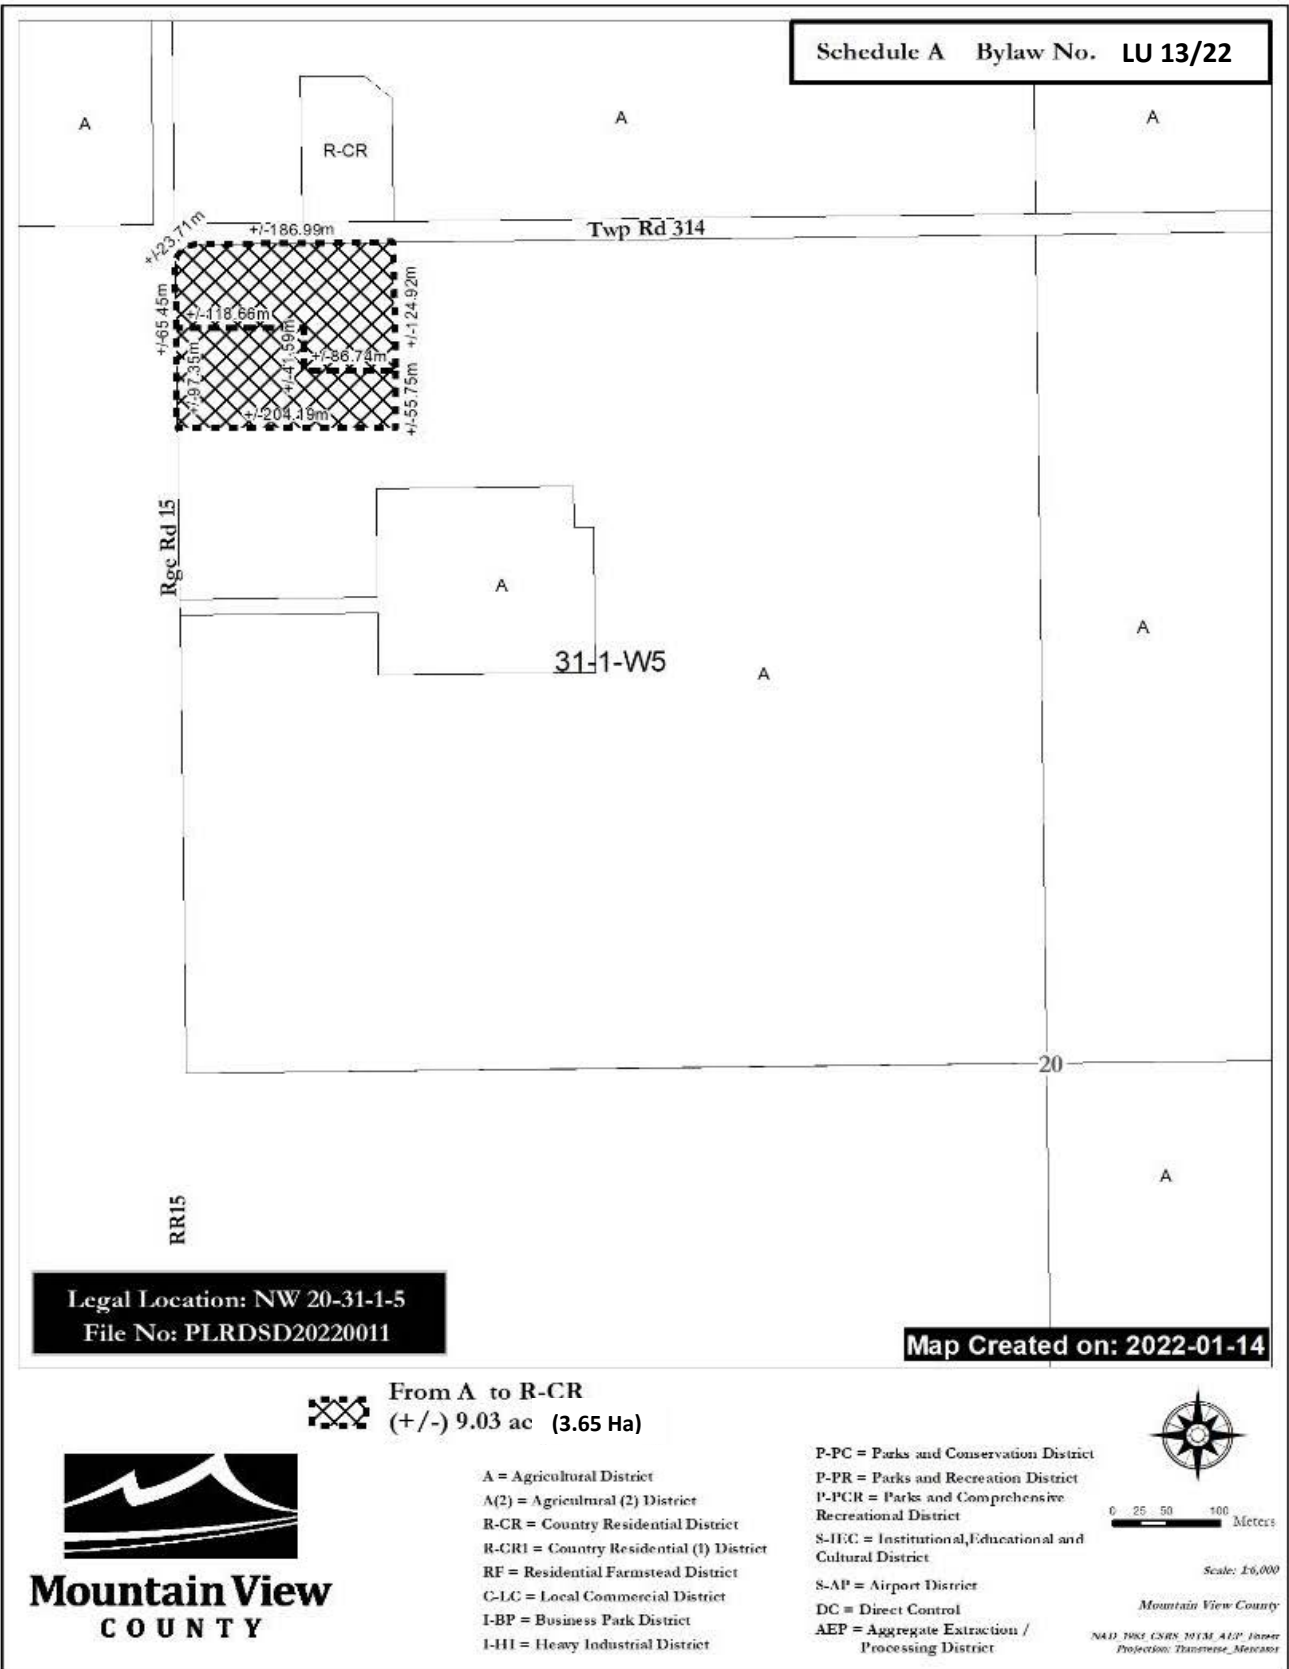 Schedule A Bylaw No. LU 13/22
A
A
A
R-CR
+/-23.71m
+/-186.99m
Twp Rd 314
+/-65.45m
+/-118.66m
+/-124.92m
+/-41.59m
+/-86.74m
+/-97.35m
+/-55.75m
+/-204.19m
Rge Rd 15
A
A
31-1-W5
A
20
A
RR15
Legal Location: NW 20-31-1-5
File No: PLRDSD20220011
Map Created on: 2022-01-14
From A to R-CR
(+/-) 9.03 ac (3.65 Ha)
Mountain View
COUNTY
A = Agricultural District
A(2) = Agricultural (2) District
R-CR = Country Residential District
R-CR1 = Country Residential (1) District
RF = Residential Farmstead District
C-LC = Local Commercial District
I-BP = Business Park District
I-HI = Heavy Industrial District
P-PC = Parks and Conservation District
P-PR = Parks and Recreation District
P-PCR = Parks and Comprehensive
Recreational District
S-IEC = Institutional,Educational and
Cultural District
S-AP = Airport District
DC = Direct Control
AEP = Aggregate Extraction /
Processing District
0 25 50 100
Meters
Scale: 1:6,000
Mountain View County
NAD_1983_CSRS_10TM_AEP_Forest
Projection: Transverse_Mercator